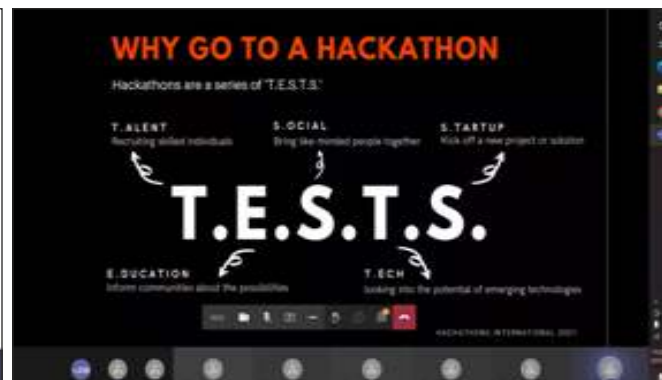 WHY GO TO A HACKATHON
Hackathons are a series of "T.E.S.T.S."
T.ALENT
Recruiting skilled individuals
S.OCIAL
Bring like minded people together
S.TARTUP
Kick off a new project or solution
T.E.S.T.S.
E.DUCATION
Inform communities about the possibilities
T.ECH
looking into the potential of emerging technologies
HACKATHONS INTERNATIONAL 2021